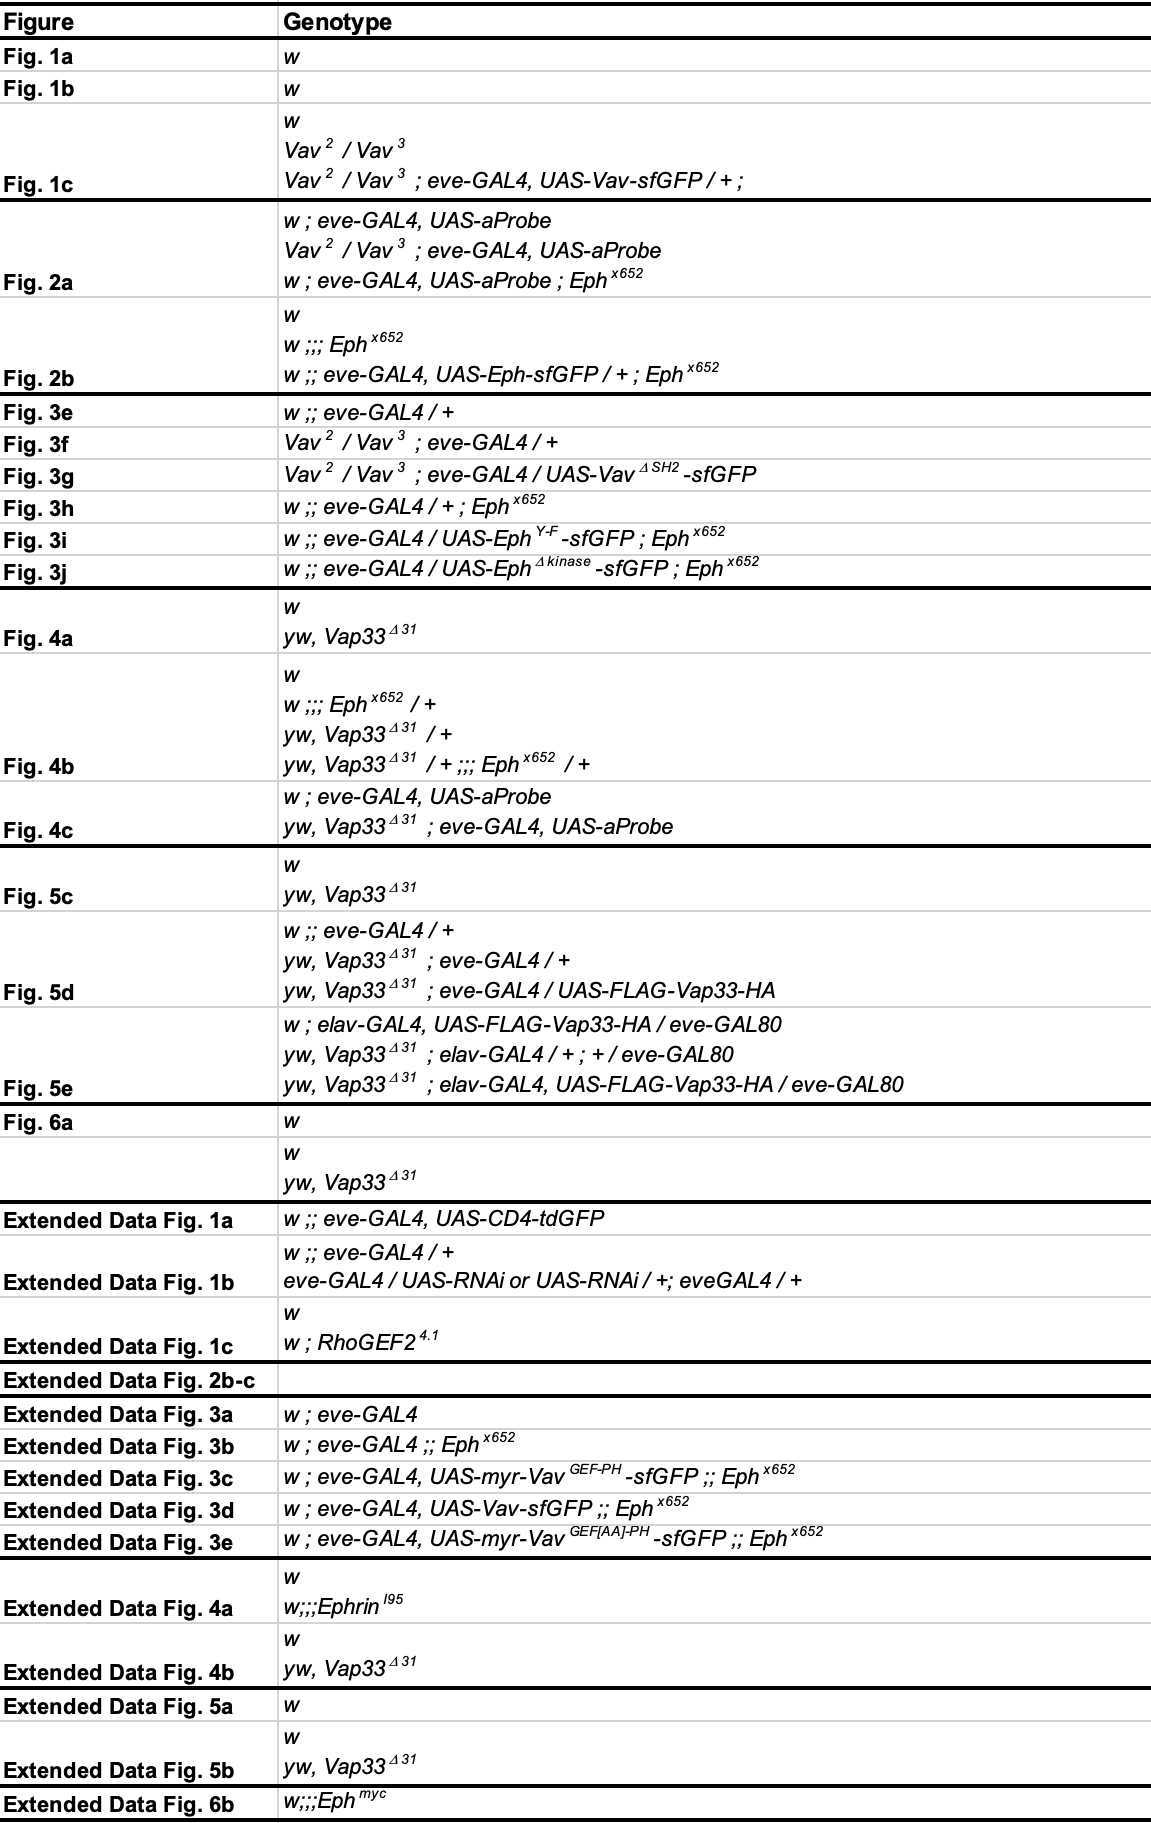 Figure Genotype
Fig. 1a w
Fig. 1b w
w
Vav 2 / Vav 3
Fig. 1c Vav 2 / Vav 3 ; eve-GAL4, UAS-Vav-sfGFP / + ;
w ; eve-GAL4, UAS-aProbe
Vav 2 / Vav 3 ; eve-GAL4, UAS-aProbe
Fig. 2a w ; eve-GAL4, UAS-aProbe ; Eph x652
w
w ;;; Eph x652
Fig. 2b w ;; eve-GAL4, UAS-Eph-sfGFP / + ; Eph x652
Fig. 3e w ;; eve-GAL4 / +
Fig. 3f Vav 2 / Vav 3 ; eve-GAL4 / +
Fig. 3g Vav 2 / Vav 3 ; eve-GAL4 / UAS-Vav Δ SH2 -sfGFP
Fig. 3h w ;; eve-GAL4 / + ; Eph x652
Fig. 3i w ;; eve-GAL4 / UAS-Eph Y-F -sfGFP ; Eph x652
Fig. 3j w ;; eve-GAL4 / UAS-Eph Δ kinase -sfGFP ; Eph x652
w
Fig. 4a yw, Vap33 Δ 31
w
w ;;; Eph x652 / +
yw, Vap33 Δ 31 / +
Fig. 4b yw, Vap33 Δ 31 / + ;;; Eph x652 / +
w ; eve-GAL4, UAS-aProbe
Fig. 4c yw, Vap33 Δ 31 ; eve-GAL4, UAS-aProbe
w
Fig. 5c yw, Vap33 Δ 31
w ;; eve-GAL4 / +
yw, Vap33 Δ 31 ; eve-GAL4 / +
Fig. 5d yw, Vap33 Δ 31 ; eve-GAL4 / UAS-FLAG-Vap33-HA
w ; elav-GAL4, UAS-FLAG-Vap33-HA / eve-GAL80
yw, Vap33 Δ 31 ; elav-GAL4 / + ; + / eve-GAL80
Fig. 5e yw, Vap33 Δ 31 ; elav-GAL4, UAS-FLAG-Vap33-HA / eve-GAL80
Fig. 6a w
w
yw, Vap33 Δ 31
Extended Data Fig. 1a w ;; eve-GAL4, UAS-CD4-tdGFP
w ;; eve-GAL4 / +
Extended Data Fig. 1b eve-GAL4 / UAS-RNAi or UAS-RNAi / +; eveGAL4 / +
w
Extended Data Fig. 1c w ; RhoGEF2 4.1
Extended Data Fig. 2b-c
Extended Data Fig. 3a w ; eve-GAL4
Extended Data Fig. 3b w ; eve-GAL4 ;; Eph x652
Extended Data Fig. 3c w ; eve-GAL4, UAS-myr-Vav GEF-PH -sfGFP ;; Eph x652
Extended Data Fig. 3d w ; eve-GAL4, UAS-Vav-sfGFP ;; Eph x652
Extended Data Fig. 3e w ; eve-GAL4, UAS-myr-Vav GEF[AA]-PH -sfGFP ;; Eph x652
w
Extended Data Fig. 4a w;;;Ephrin I95
w
Extended Data Fig. 4b yw, Vap33 Δ 31
Extended Data Fig. 5a w
w
Extended Data Fig. 5b yw, Vap33 Δ 31
Extended Data Fig. 6b w;;;Eph myc